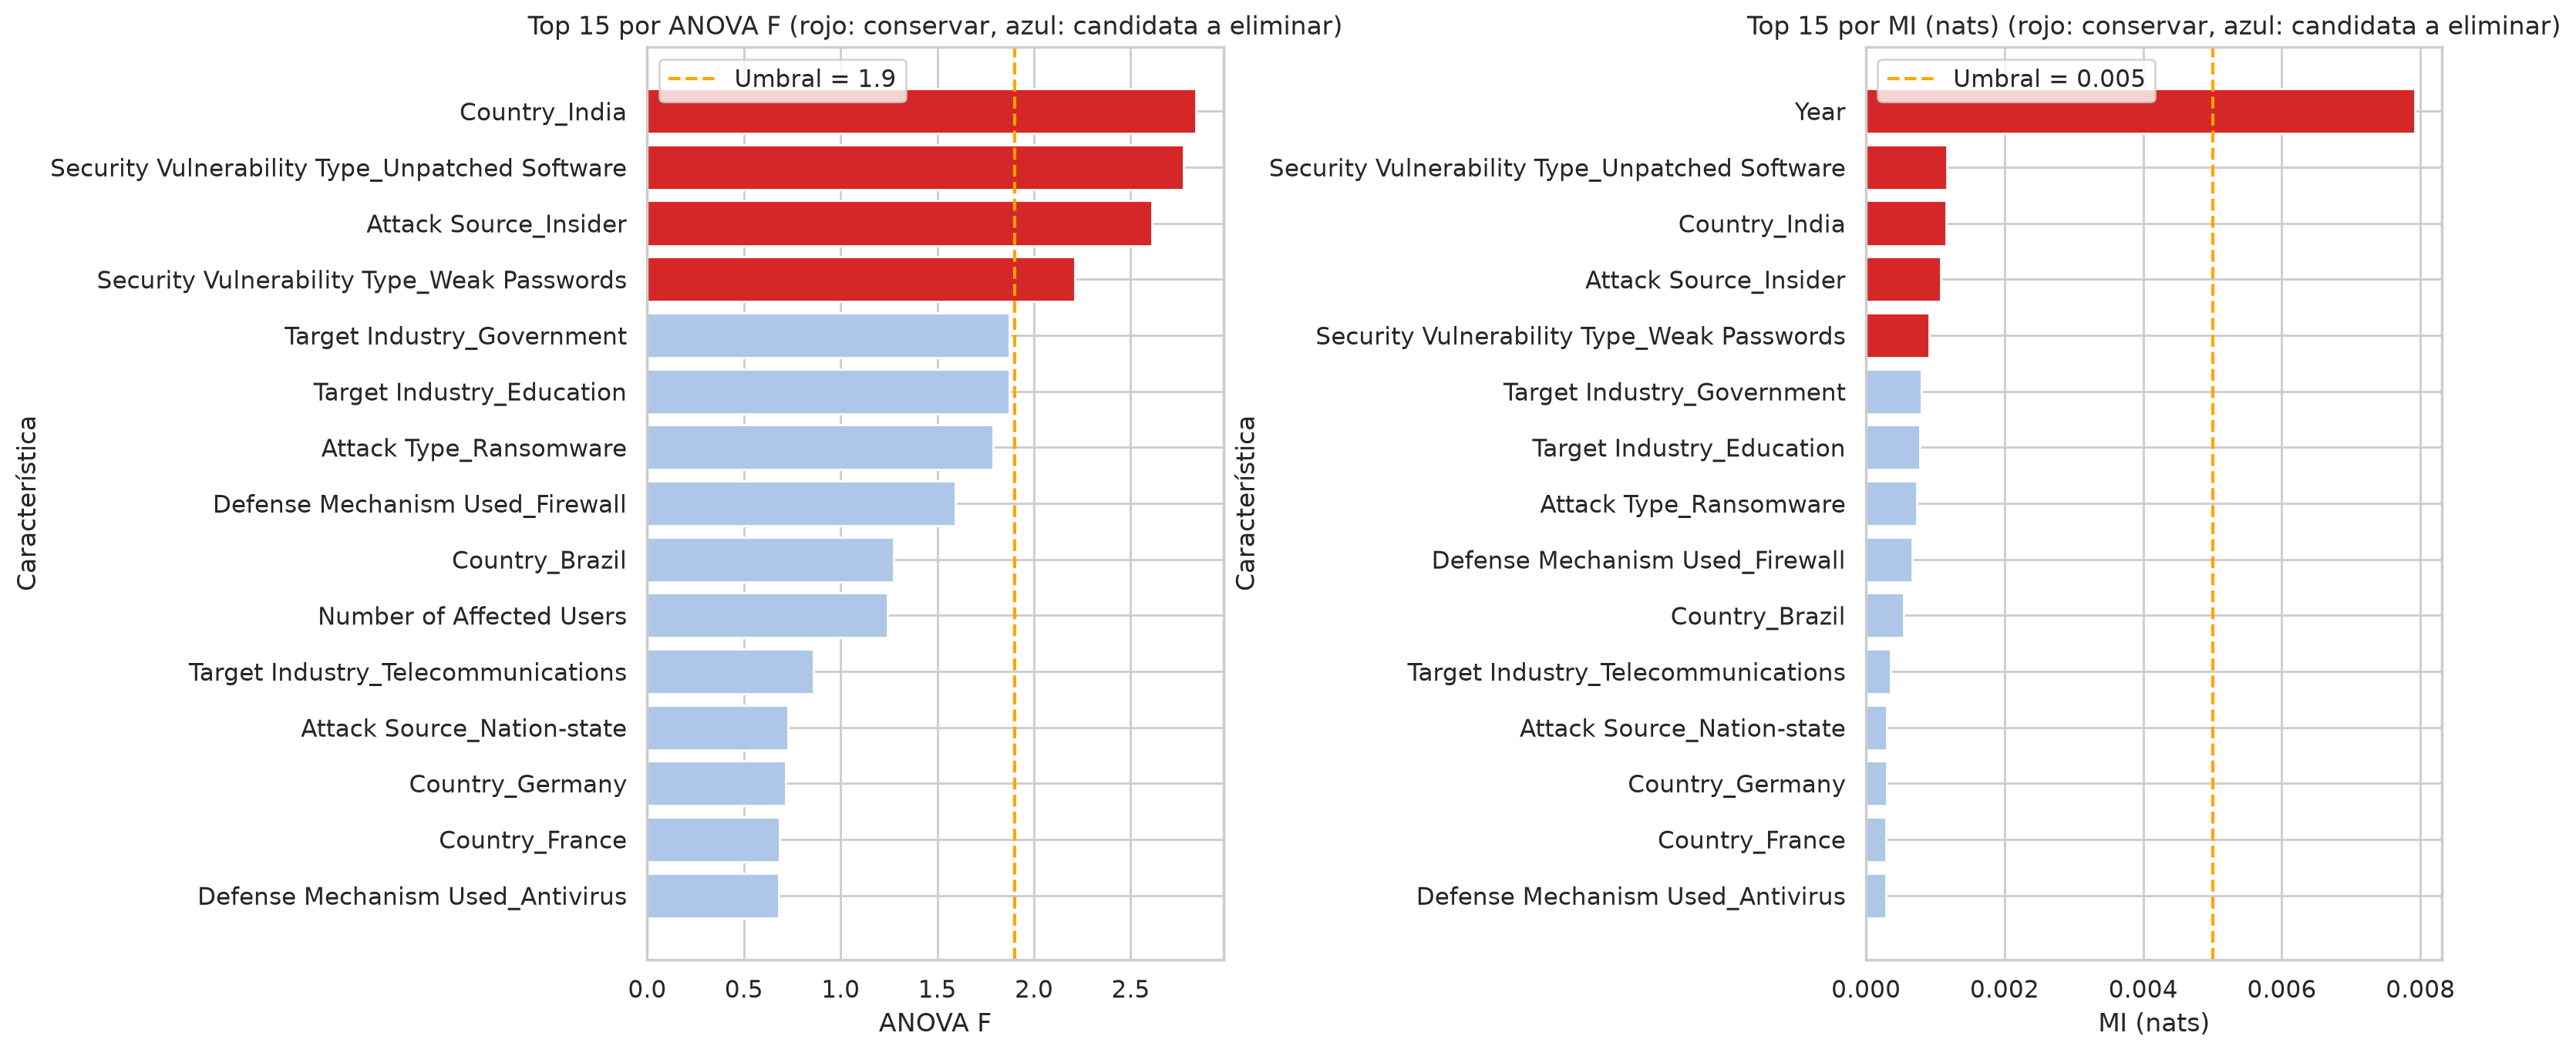 Top 15 por ANOVA F (rojo: conservar, azul: candidata a eliminar)
Umbral = 1.9
Característica
Country_India
Security Vulnerability Type_Unpatched Software
Attack Source_Insider
Security Vulnerability Type_Weak Passwords
Target Industry_Government
Target Industry_Education
Attack Type_Ransomware
Defense Mechanism Used_Firewall
Country_Brazil
Number of Affected Users
Target Industry_Telecommunications
Attack Source_Nation-state
Country_Germany
Country_France
Defense Mechanism Used_Antivirus
0.0 0.5 1.0 1.5 2.0 2.5
ANOVA F
Top 15 por MI (nats) (rojo: conservar, azul: candidata a eliminar)
Umbral = 0.005
Característica
Year
Security Vulnerability Type_Unpatched Software
Country_India
Attack Source_Insider
Security Vulnerability Type_Weak Passwords
Target Industry_Government
Target Industry_Education
Attack Type_Ransomware
Defense Mechanism Used_Firewall
Country_Brazil
Target Industry_Telecommunications
Attack Source_Nation-state
Country_Germany
Country_France
Defense Mechanism Used_Antivirus
0.000 0.002 0.004 0.006 0.008
MI (nats)